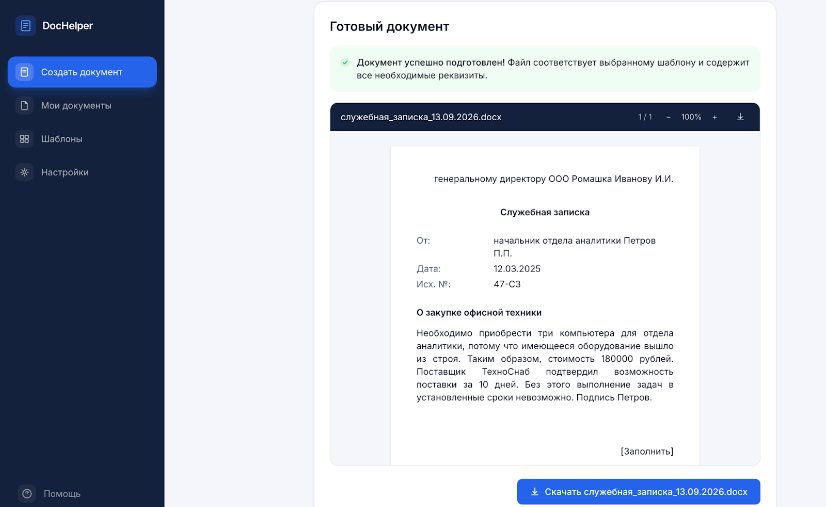 DocHelper
Создать документ
Мои документы
Шаблоны
Настройки
Помощь
Готовый документ
Документ успешно подготовлен! Файл соответствует выбранному шаблону и содержит
все необходимые реквизиты.
служебная_записка_13.09.2026.docx 1 / 1 − 100% +
генеральному директору ООО Ромашка Иванову И.И.
Служебная записка
От: начальник отдела аналитики Петров
П.П.
Дата: 12.03.2025
Исх. №: 47-СЗ
О закупке офисной техники
Необходимо приобрести три компьютера для отдела
аналитики, потому что имеющееся оборудование вышло
из строя. Таким образом, стоимость 180000 рублей.
Поставщик ТехноСнаб подтвердил возможность
поставки за 10 дней. Без этого выполнение задач в
установленные сроки невозможно. Подпись Петров.
[Заполнить]
Скачать служебная_записка_13.09.2026.docx